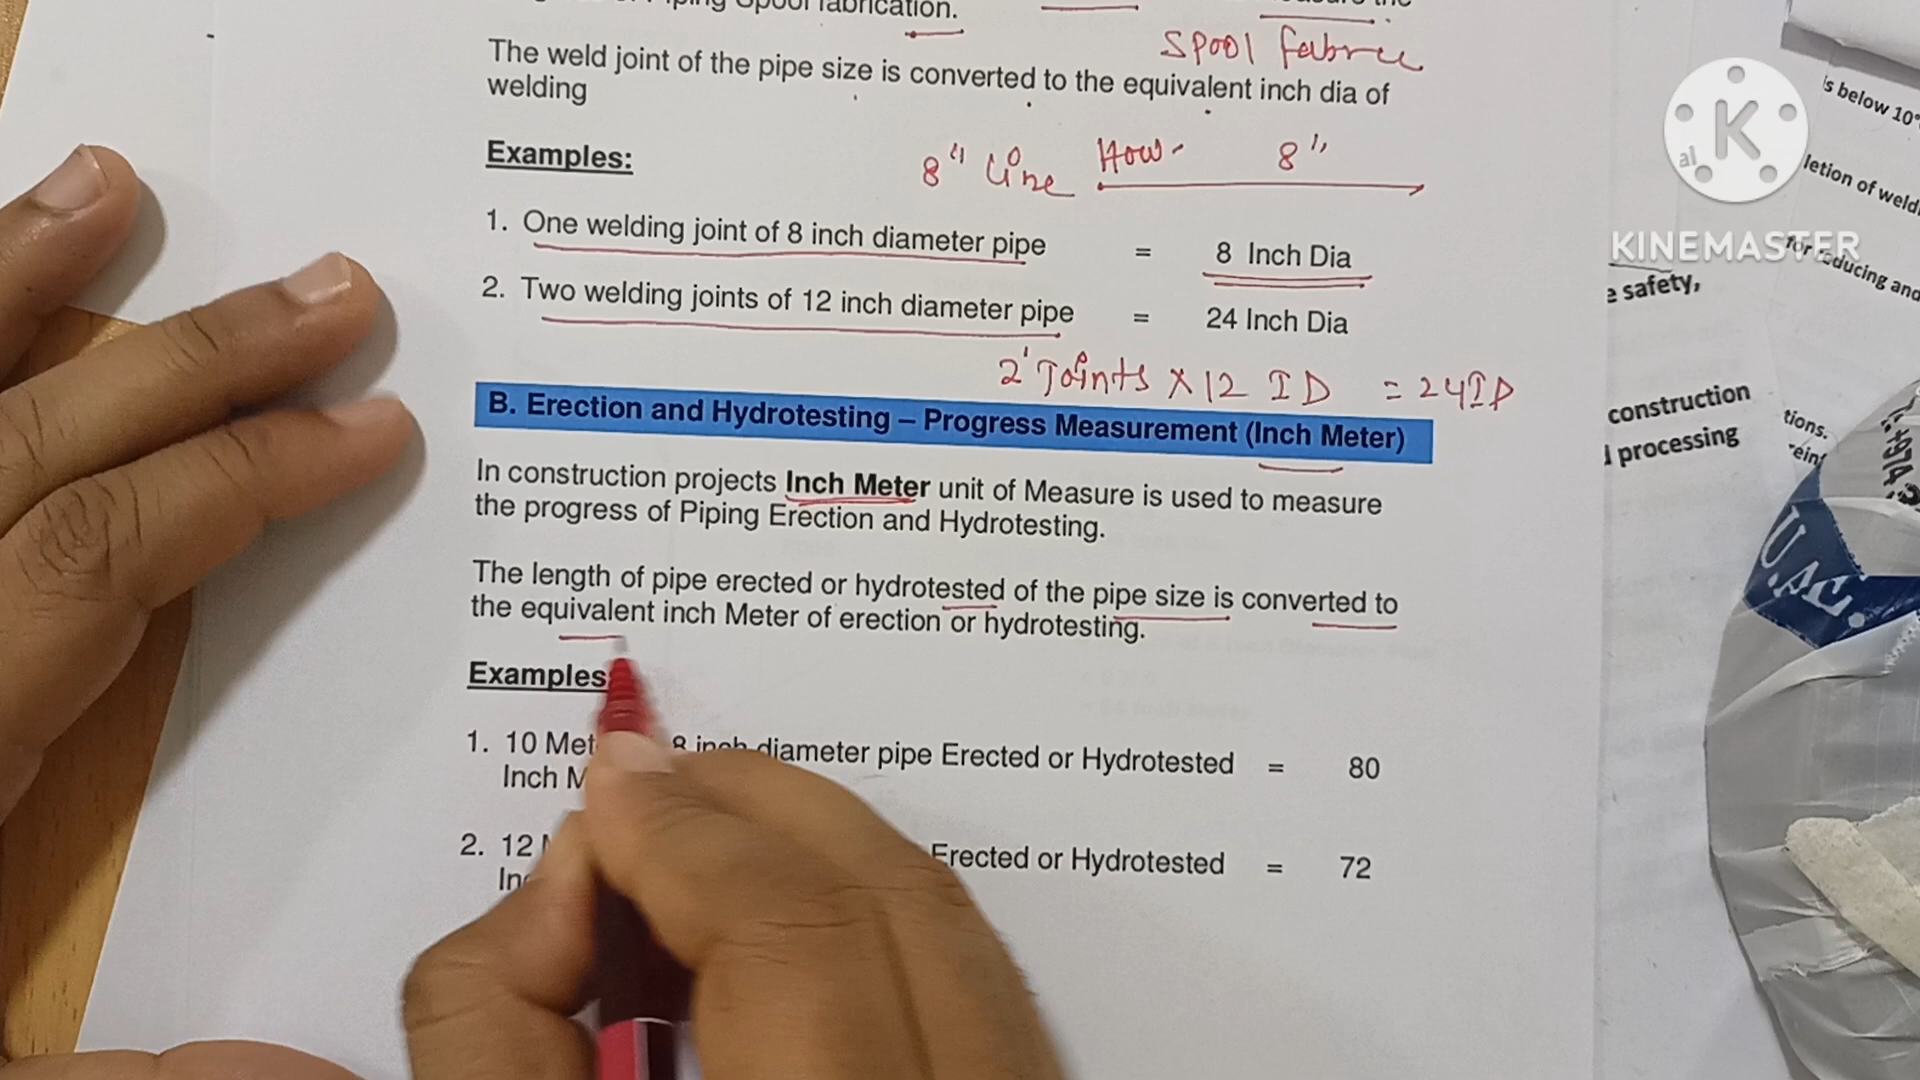 Spool fabrication.
The weld joint of the pipe size is converted to the equivalent inch dia of
welding
Spool Fabrec
Examples:
8" Line How- 8"
1. One welding joint of 8 inch diameter pipe = 8 Inch Dia
2. Two welding joints of 12 inch diameter pipe = 24 Inch Dia
2 Joints X 12 ID = 24 ID
B. Erection and Hydrotesting – Progress Measurement (Inch Meter)
In construction projects Inch Meter unit of Measure is used to measure
the progress of Piping Erection and Hydrotesting.
The length of pipe erected or hydrotested of the pipe size is converted to
the equivalent inch Meter of erection or hydrotesting.
Examples
1. 10 8 inch diameter pipe Erected or Hydrotested = 80
Inch
2. 12 Erected or Hydrotested = 72
K
KINEMASTER
is below 10°
letion of weld
for reducing and
safety,
construction
processing
tions.
U.A.E.